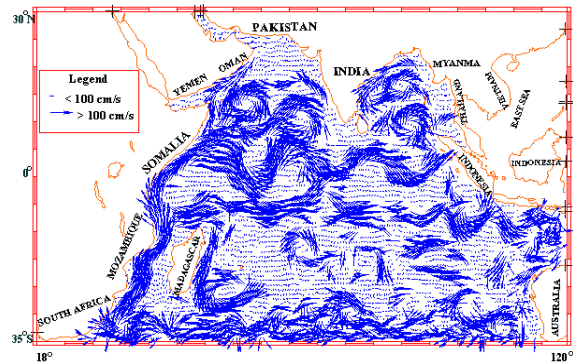 30°N
PAKISTAN
OMAN
YEMEN
INDIA
MYANMA
THAILAND
VIETNAM
EAST SEA
Legend
< 100 cm/s
> 100 cm/s
SOMALIA
0°
INDONESIA
INDONESIA
MOZAMBIQUE
MADAGASCAR
SOUTH AFRICA
AUSTRALIA
35°S
18°
120°